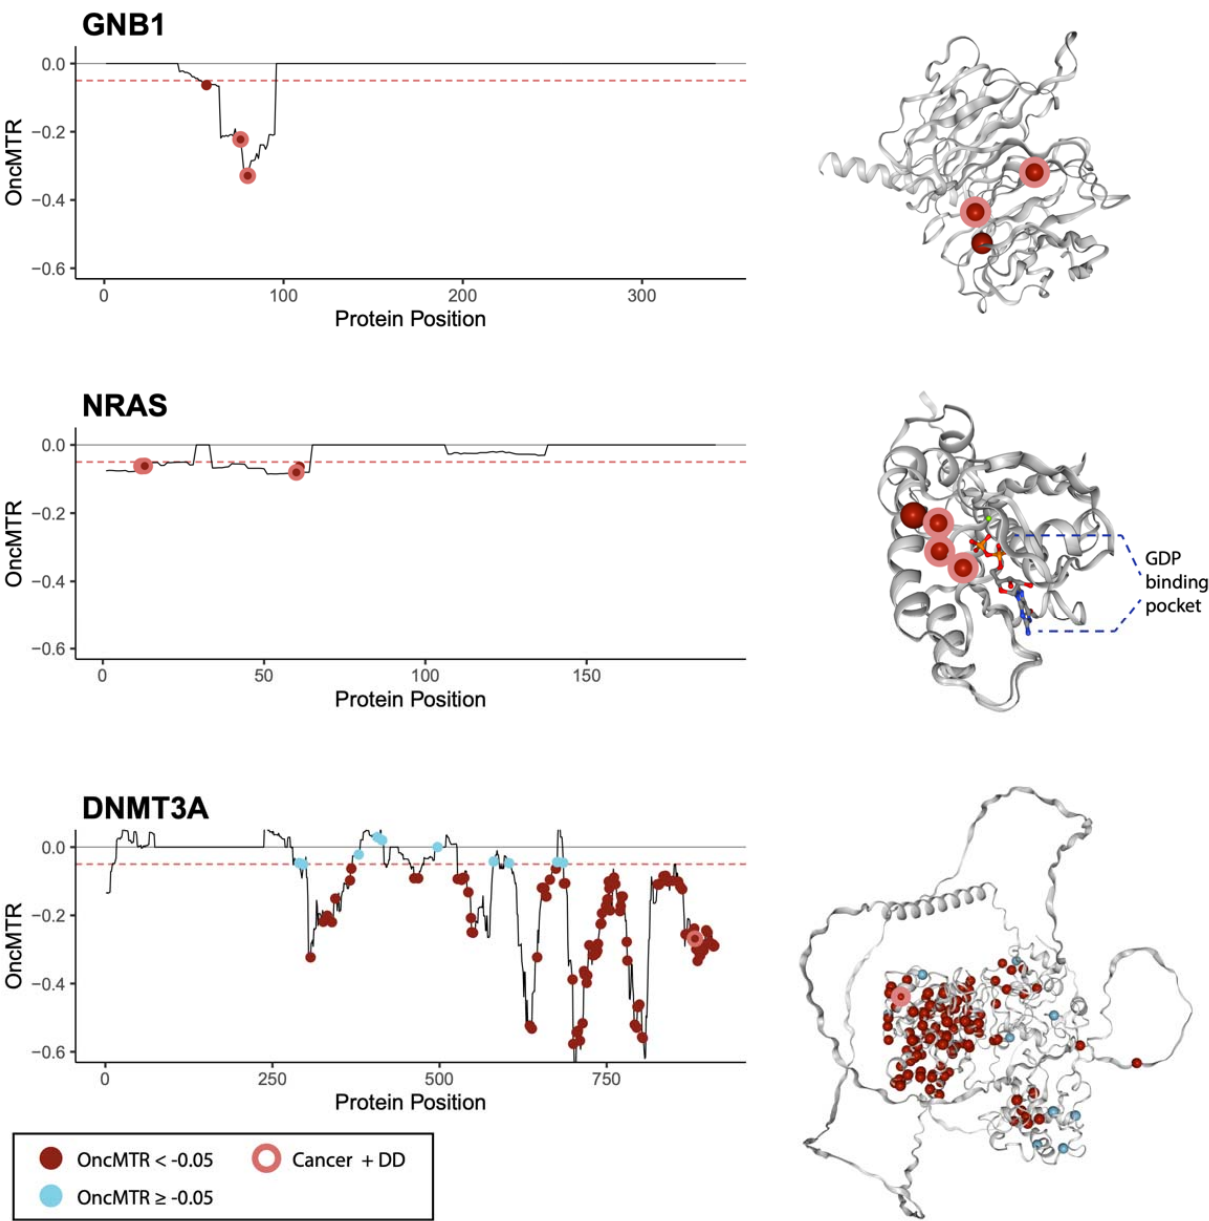 GNB1
OncMTR
0.0
−0.2
−0.4
−0.6
0
100
200
300
Protein Position
NRAS
OncMTR
0.0
−0.2
−0.4
−0.6
0
50
100
150
Protein Position
GDP
binding
pocket
DNMT3A
OncMTR
0.0
−0.2
−0.4
−0.6
0
250
500
750
Protein Position
OncMTR < -0.05
Cancer + DD
OncMTR ≥ -0.05